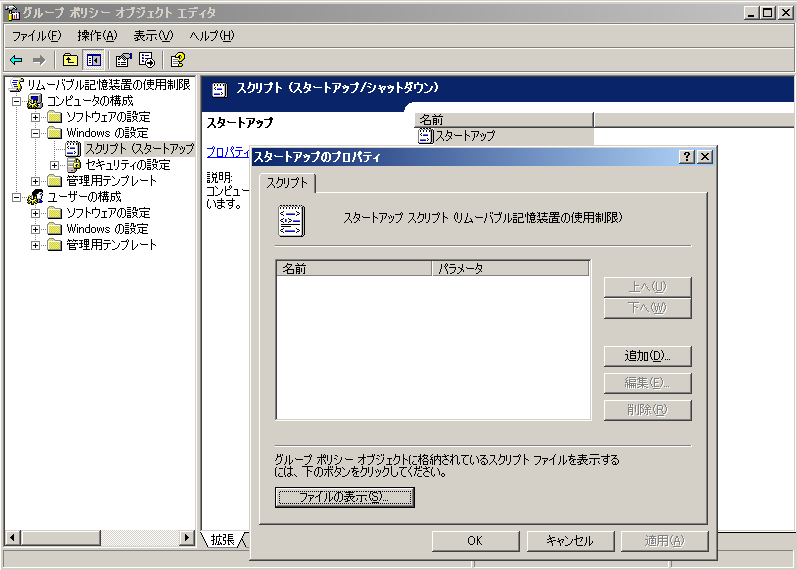 グループ ポリシー オブジェクト エディタ
ファイル(F) 操作(A) 表示(V) ヘルプ(H)
リムーバブル記憶装置の使用制限
コンピュータの構成
ソフトウェアの設定
Windows の設定
スクリプト (スタートアップ
セキュリティの設定
管理用テンプレート
ユーザーの構成
ソフトウェアの設定
Windows の設定
管理用テンプレート
スクリプト (スタートアップ/シャットダウン)
スタートアップ
プロパティ
説明:
コンピュー
います。
名前
スタートアップ
拡張
スタートアップのプロパティ
スクリプト
スタートアップ スクリプト (リムーバブル記憶装置の使用制限)
名前 パラメータ
上へ(U)
下へ(W)
追加(D)...
編集(E)...
削除(R)
グループ ポリシー オブジェクトに格納されているスクリプト ファイルを表示する
には、下のボタンをクリックしてください。
ファイルの表示(S)...
OK キャンセル 適用(A)